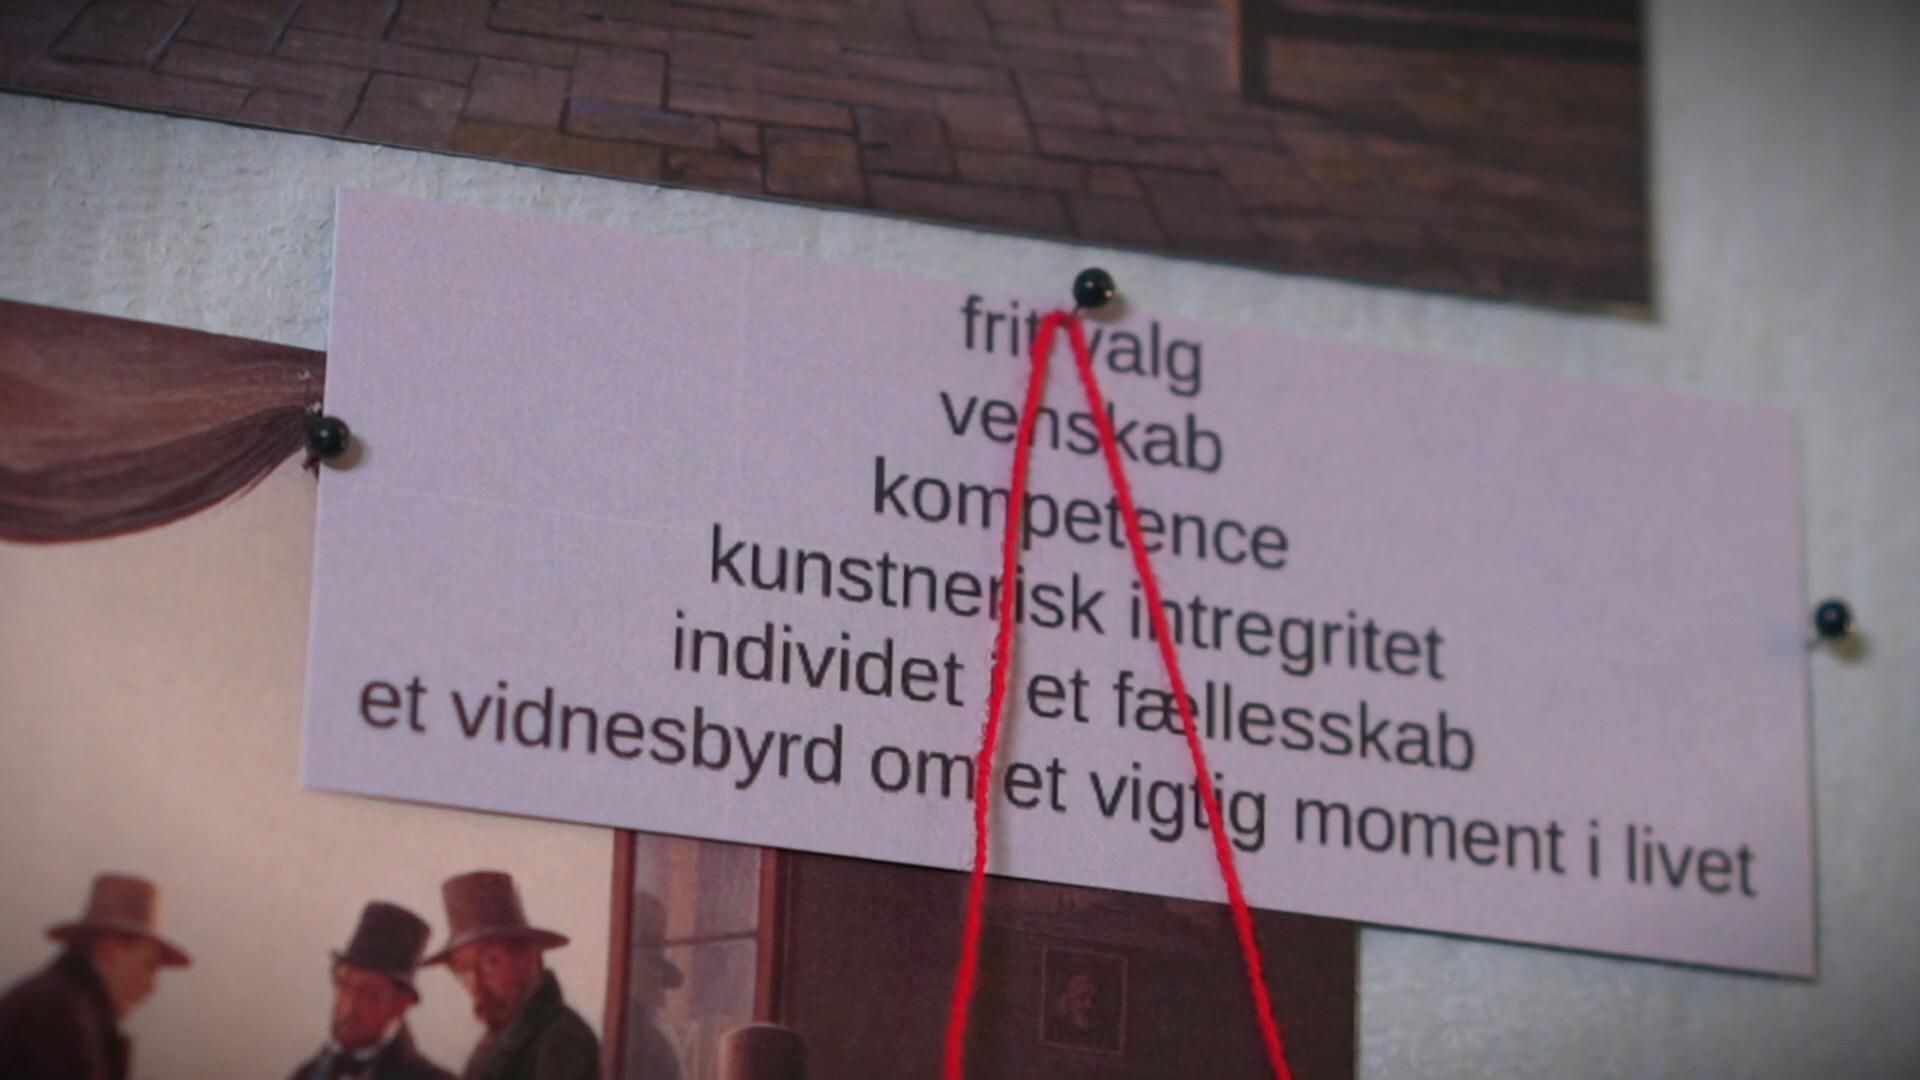 frit valg
venskab
kompetence
kunstnerisk intregritet
individet i et fællesskab
et vidnesbyrd om et vigtig moment i livet